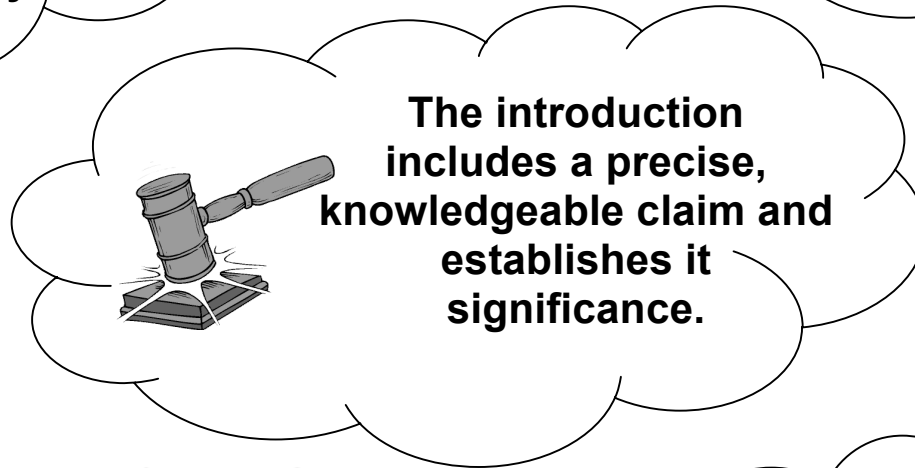 The introduction
includes a precise,
knowledgeable claim and
establishes it
significance.